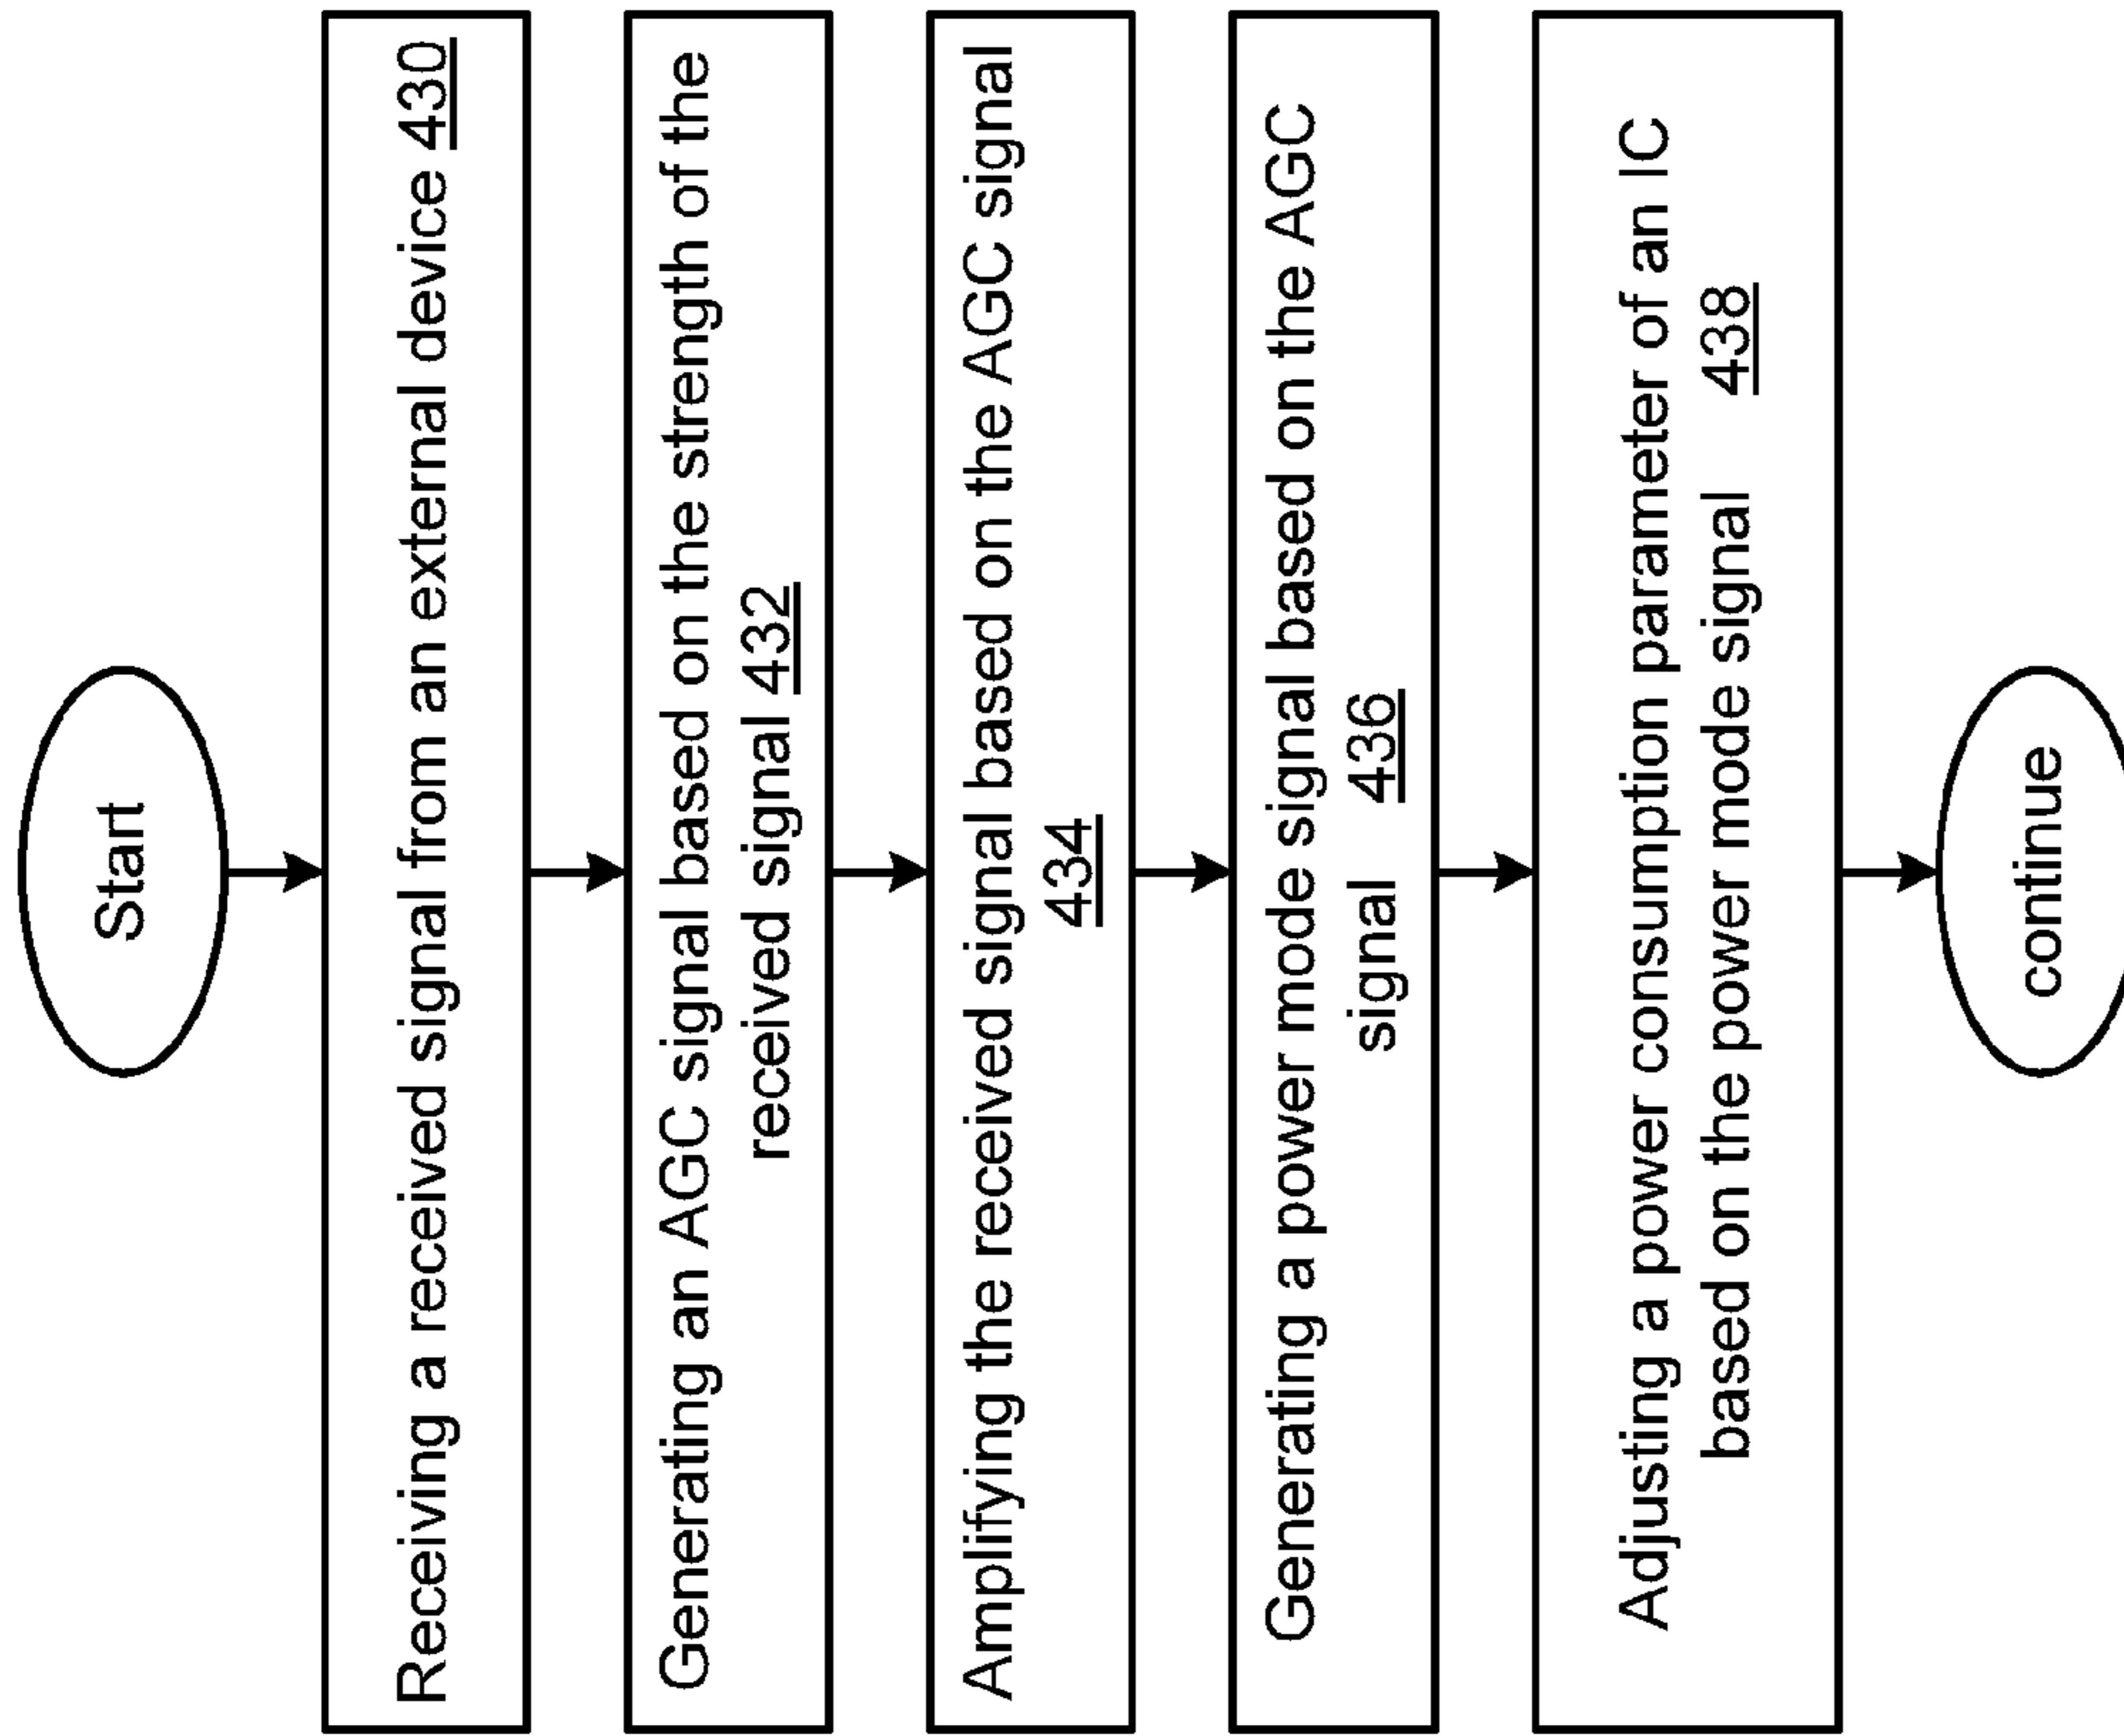 Start
Receiving a received signal from an external device 430
Generating an AGC signal based on the strength of the
received signal 432
Amplifying the received signal based on the AGC signal
434
Generating a power mode signal based on the AGC
signal 436
Adjusting a power consumption parameter of an IC
based on the power mode signal 438
continue